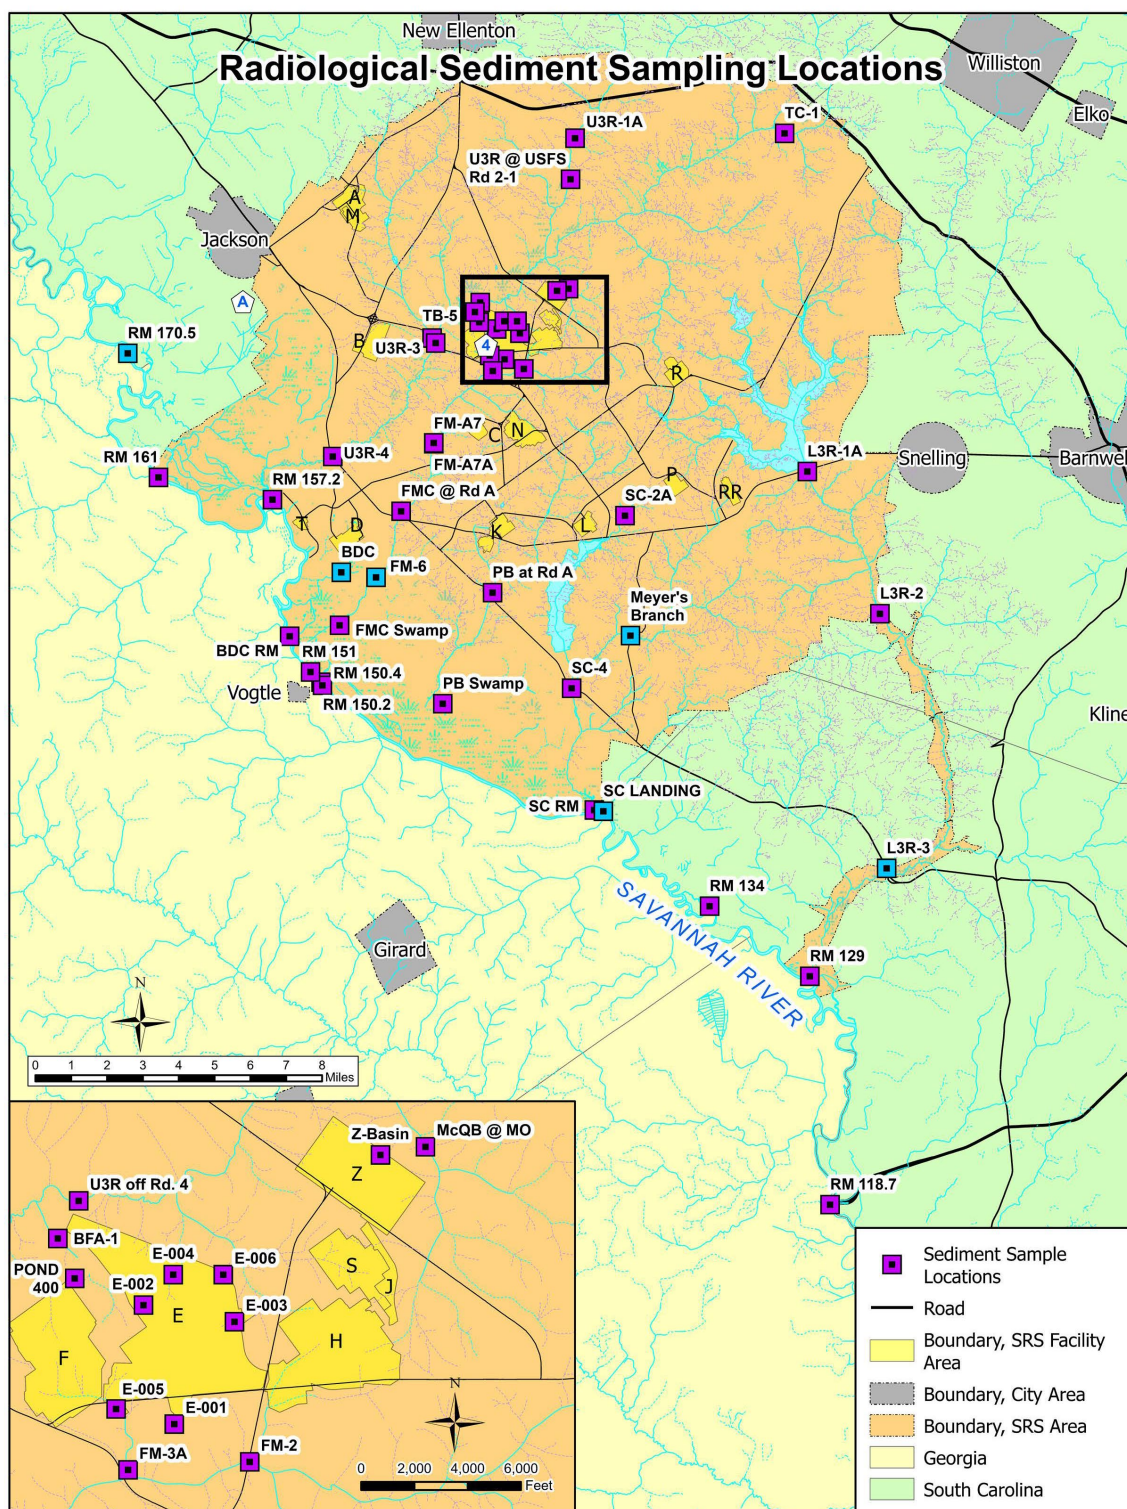 New Ellenton
Radiological Sediment Sampling Locations
Williston
Elko
TC-1
U3R-1A
U3R @ USFS
Rd 2-1
A
M
Jackson
A
RM 170.5
TB-5
B
U3R-3
4
R
FM-A7
C
N
FM-A7A
U3R-4
RM 161
RM 157.2
FMC @ Rd A
L3R-1A
Snelling
Barnwel
P
RR
SC-2A
T
D
K
L
BDC
FM-6
PB at Rd A
Meyer's
Branch
L3R-2
FMC Swamp
BDC RM
RM 151
RM 150.4
Vogtle
RM 150.2
PB Swamp
SC-4
Kline
SC RM
SC LANDING
L3R-3
RM 134
SAVANNAH RIVER
RM 129
Girard
N
0 1 2 3 4 5 6 7 8
Miles
RM 118.7
Z-Basin
McQB @ MO
Z
U3R off Rd. 4
BFA-1
POND
400
E-004
E-006
E-002
E-003
E
S
J
F
H
E-005
E-001
FM-3A
FM-2
N
0 2,000 4,000 6,000
Feet
Sediment Sample
Locations
Road
Boundary, SRS Facility
Area
Boundary, City Area
Boundary, SRS Area
Georgia
South Carolina